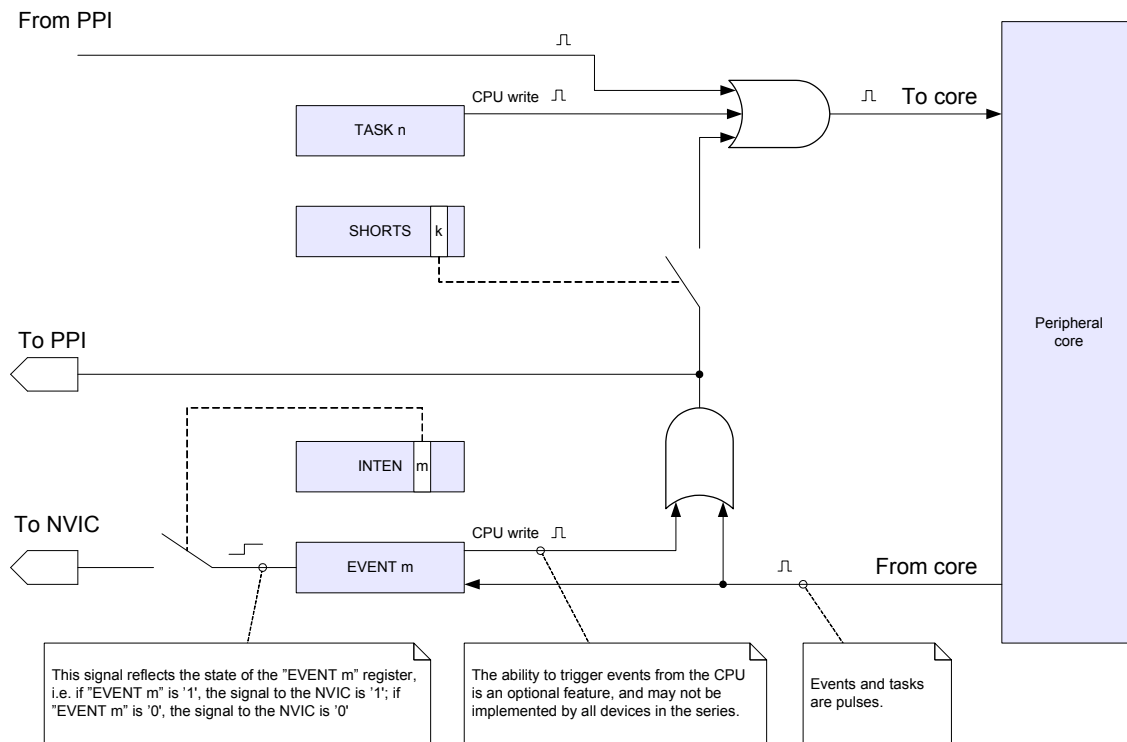 From PPI
CPU write
To core
TASK n
SHORTS
k
To PPI
Peripheral
core
INTEN
m
To NVIC
CPU write
EVENT m
From core
This signal reflects the state of the ”EVENT m” register,
i.e. if ”EVENT m” is ’1', the signal to the NVIC is ’1'; if
”EVENT m” is ’0', the signal to the NVIC is ’0'
The ability to trigger events from the CPU
is an optional feature, and may not be
implemented by all devices in the series.
Events and tasks
are pulses.